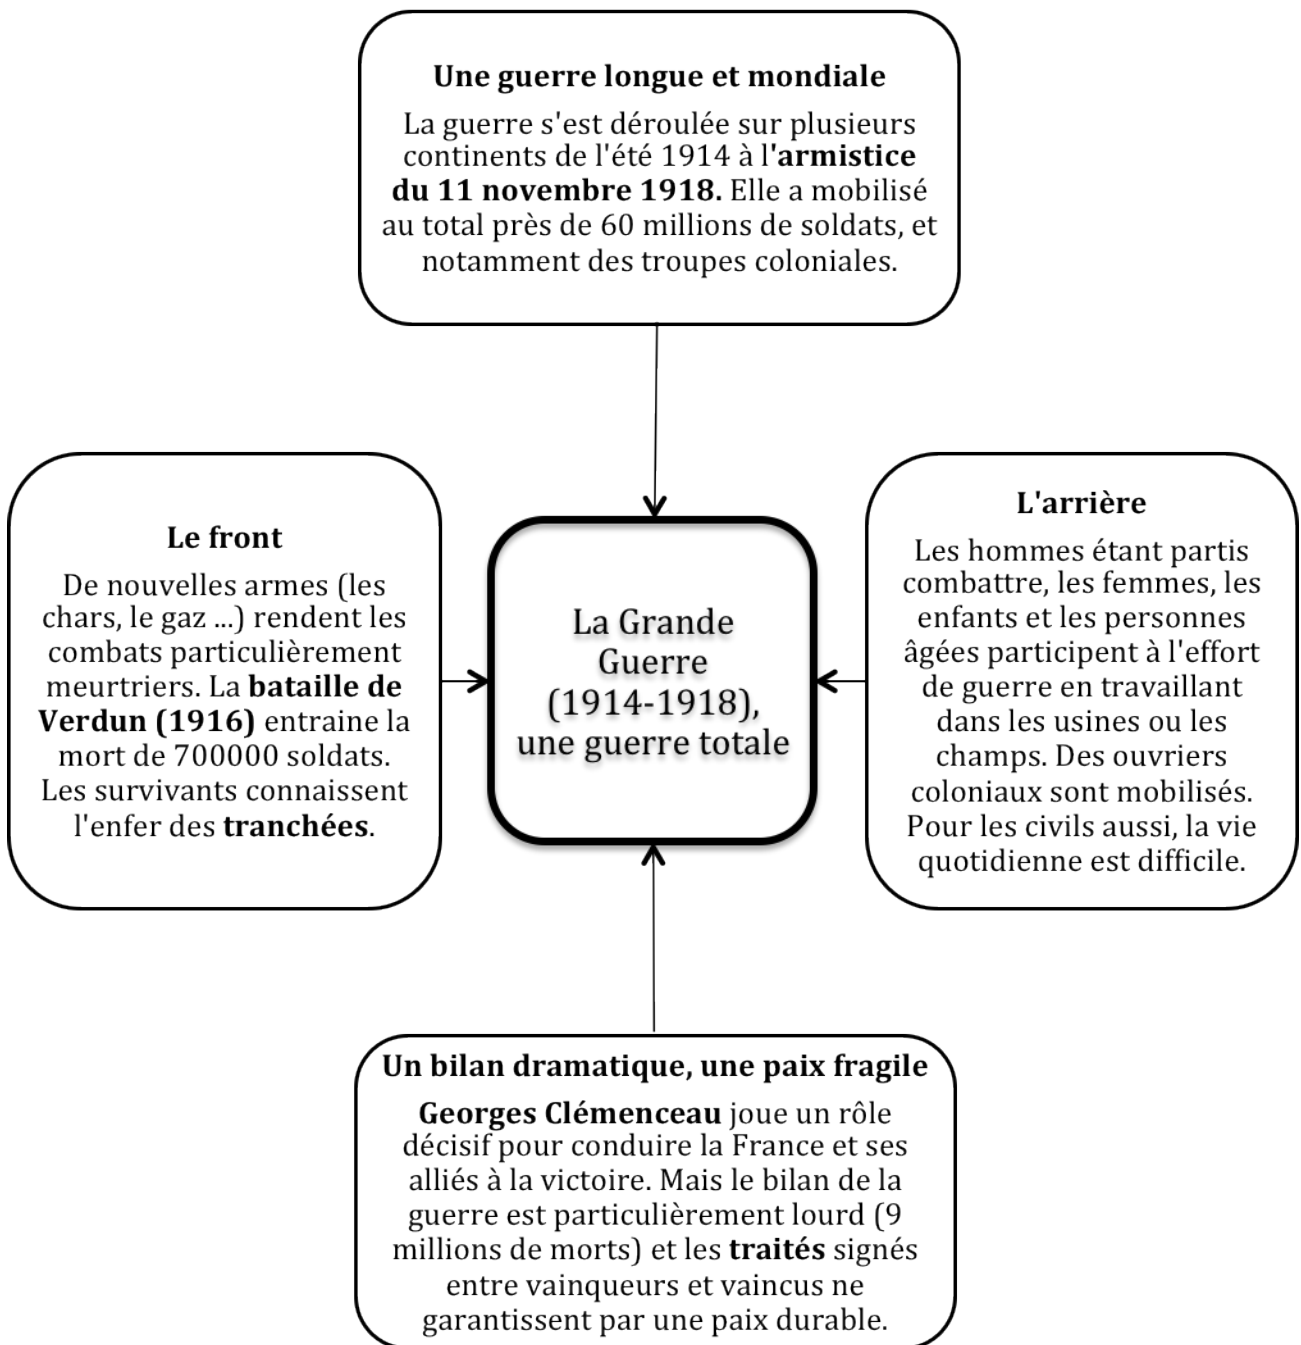 Une guerre longue et mondiale
La guerre s'est déroulée sur plusieurs
continents de l'été 1914 à l'armistice
du 11 novembre 1918. Elle a mobilisé
au total près de 60 millions de soldats, et
notamment des troupes coloniales.
Le front
De nouvelles armes (les
chars, le gaz ...) rendent les
combats particulièrement
meurtriers. La bataille de
Verdun (1916) entraine la
mort de 700000 soldats.
Les survivants connaissent
l'enfer des tranchées.
La Grande
Guerre
(1914-1918),
une guerre totale
L'arrière
Les hommes étant partis
combattre, les femmes, les
enfants et les personnes
âgées participent à l'effort
de guerre en travaillant
dans les usines ou les
champs. Des ouvriers
coloniaux sont mobilisés.
Pour les civils aussi, la vie
quotidienne est difficile.
Un bilan dramatique, une paix fragile
Georges Clémenceau joue un rôle
décisif pour conduire la France et ses
alliés à la victoire. Mais le bilan de la
guerre est particulièrement lourd (9
millions de morts) et les traités signés
entre vainqueurs et vaincus ne
garantissent par une paix durable.